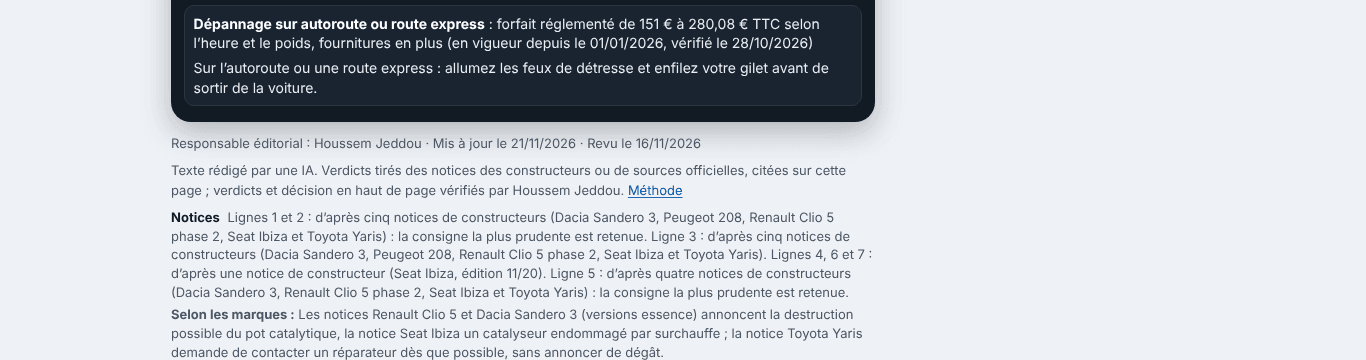 Dépannage sur autoroute ou route express : forfait réglementé de 151 € à 280,08 € TTC selon
l’heure et le poids, fournitures en plus (en vigueur depuis le 01/01/2026, vérifié le 28/10/2026)
Sur l’autoroute ou une route express : allumez les feux de détresse et enfilez votre gilet avant de
sortir de la voiture.
Responsable éditorial : Houssem Jeddou · Mis à jour le 21/11/2026 · Revu le 16/11/2026
Texte rédigé par une IA. Verdicts tirés des notices des constructeurs ou de sources officielles, citées sur cette
page ; verdicts et décision en haut de page vérifiés par Houssem Jeddou. Méthode
Notices Lignes 1 et 2 : d’après cinq notices de constructeurs (Dacia Sandero 3, Peugeot 208, Renault Clio 5
phase 2, Seat Ibiza et Toyota Yaris) : la consigne la plus prudente est retenue. Ligne 3 : d’après cinq notices de
constructeurs (Dacia Sandero 3, Peugeot 208, Renault Clio 5 phase 2, Seat Ibiza et Toyota Yaris). Lignes 4, 6 et 7 :
d’après une notice de constructeur (Seat Ibiza, édition 11/20). Ligne 5 : d’après quatre notices de constructeurs
(Dacia Sandero 3, Renault Clio 5 phase 2, Seat Ibiza et Toyota Yaris) : la consigne la plus prudente est retenue.
Selon les marques : Les notices Renault Clio 5 et Dacia Sandero 3 (versions essence) annoncent la destruction
possible du pot catalytique, la notice Seat Ibiza un catalyseur endommagé par surchauffe ; la notice Toyota Yaris
demande de contacter un réparateur dès que possible, sans annoncer de dégât.